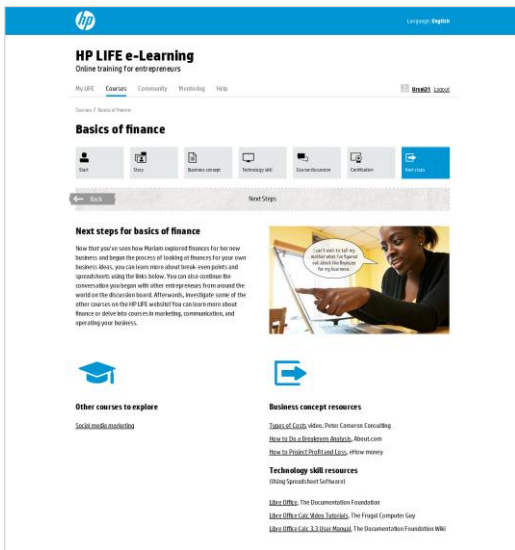 hp
Language: English
HP LIFE e-Learning
Online training for entrepreneurs
My LIFE Courses Community Mentoring Help
Logout
Courses / Basics of finance
Basics of finance
Start Story Business concept Technology skill Course discussion Certification Next steps
Back Next Steps
Next steps for basics of finance
Now that you've seen how Mariam explored finances for her new
business and begun the process of looking at finances for your own
business ideas, you can learn more about break-even points and
spreadsheets using the links below. You can also continue the
conversation you began with other entrepreneurs from around the
world on the discussion board. Afterwards, investigate some of the
other courses on the HP LIFE website! You can learn more about
finance or delve into courses in marketing, communication, and
operating your business.
I can't wait to tell my
mother what I've figured
out about the finances
for my business.
Other courses to explore
Social media marketing
Business concept resources
Types of Costs video, Peter Cameron Consulting
How to Do a Breakeven Analysis, About.com
How to Project Profit and Loss, eHow money
Technology skill resources
(Using Spreadsheet Software)
Libre Office, The Documentation Foundation
Libre Office Calc Video Tutorials, The Frugal Computer Guy
Libre Office Calc 3.3 User Manual, The Documentation Foundation Wiki